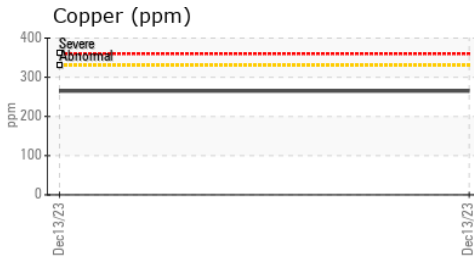 Copper (ppm)
400
Severe
Abnormal
300
200
100
0
ppm
Dec13/23
Dec13/23